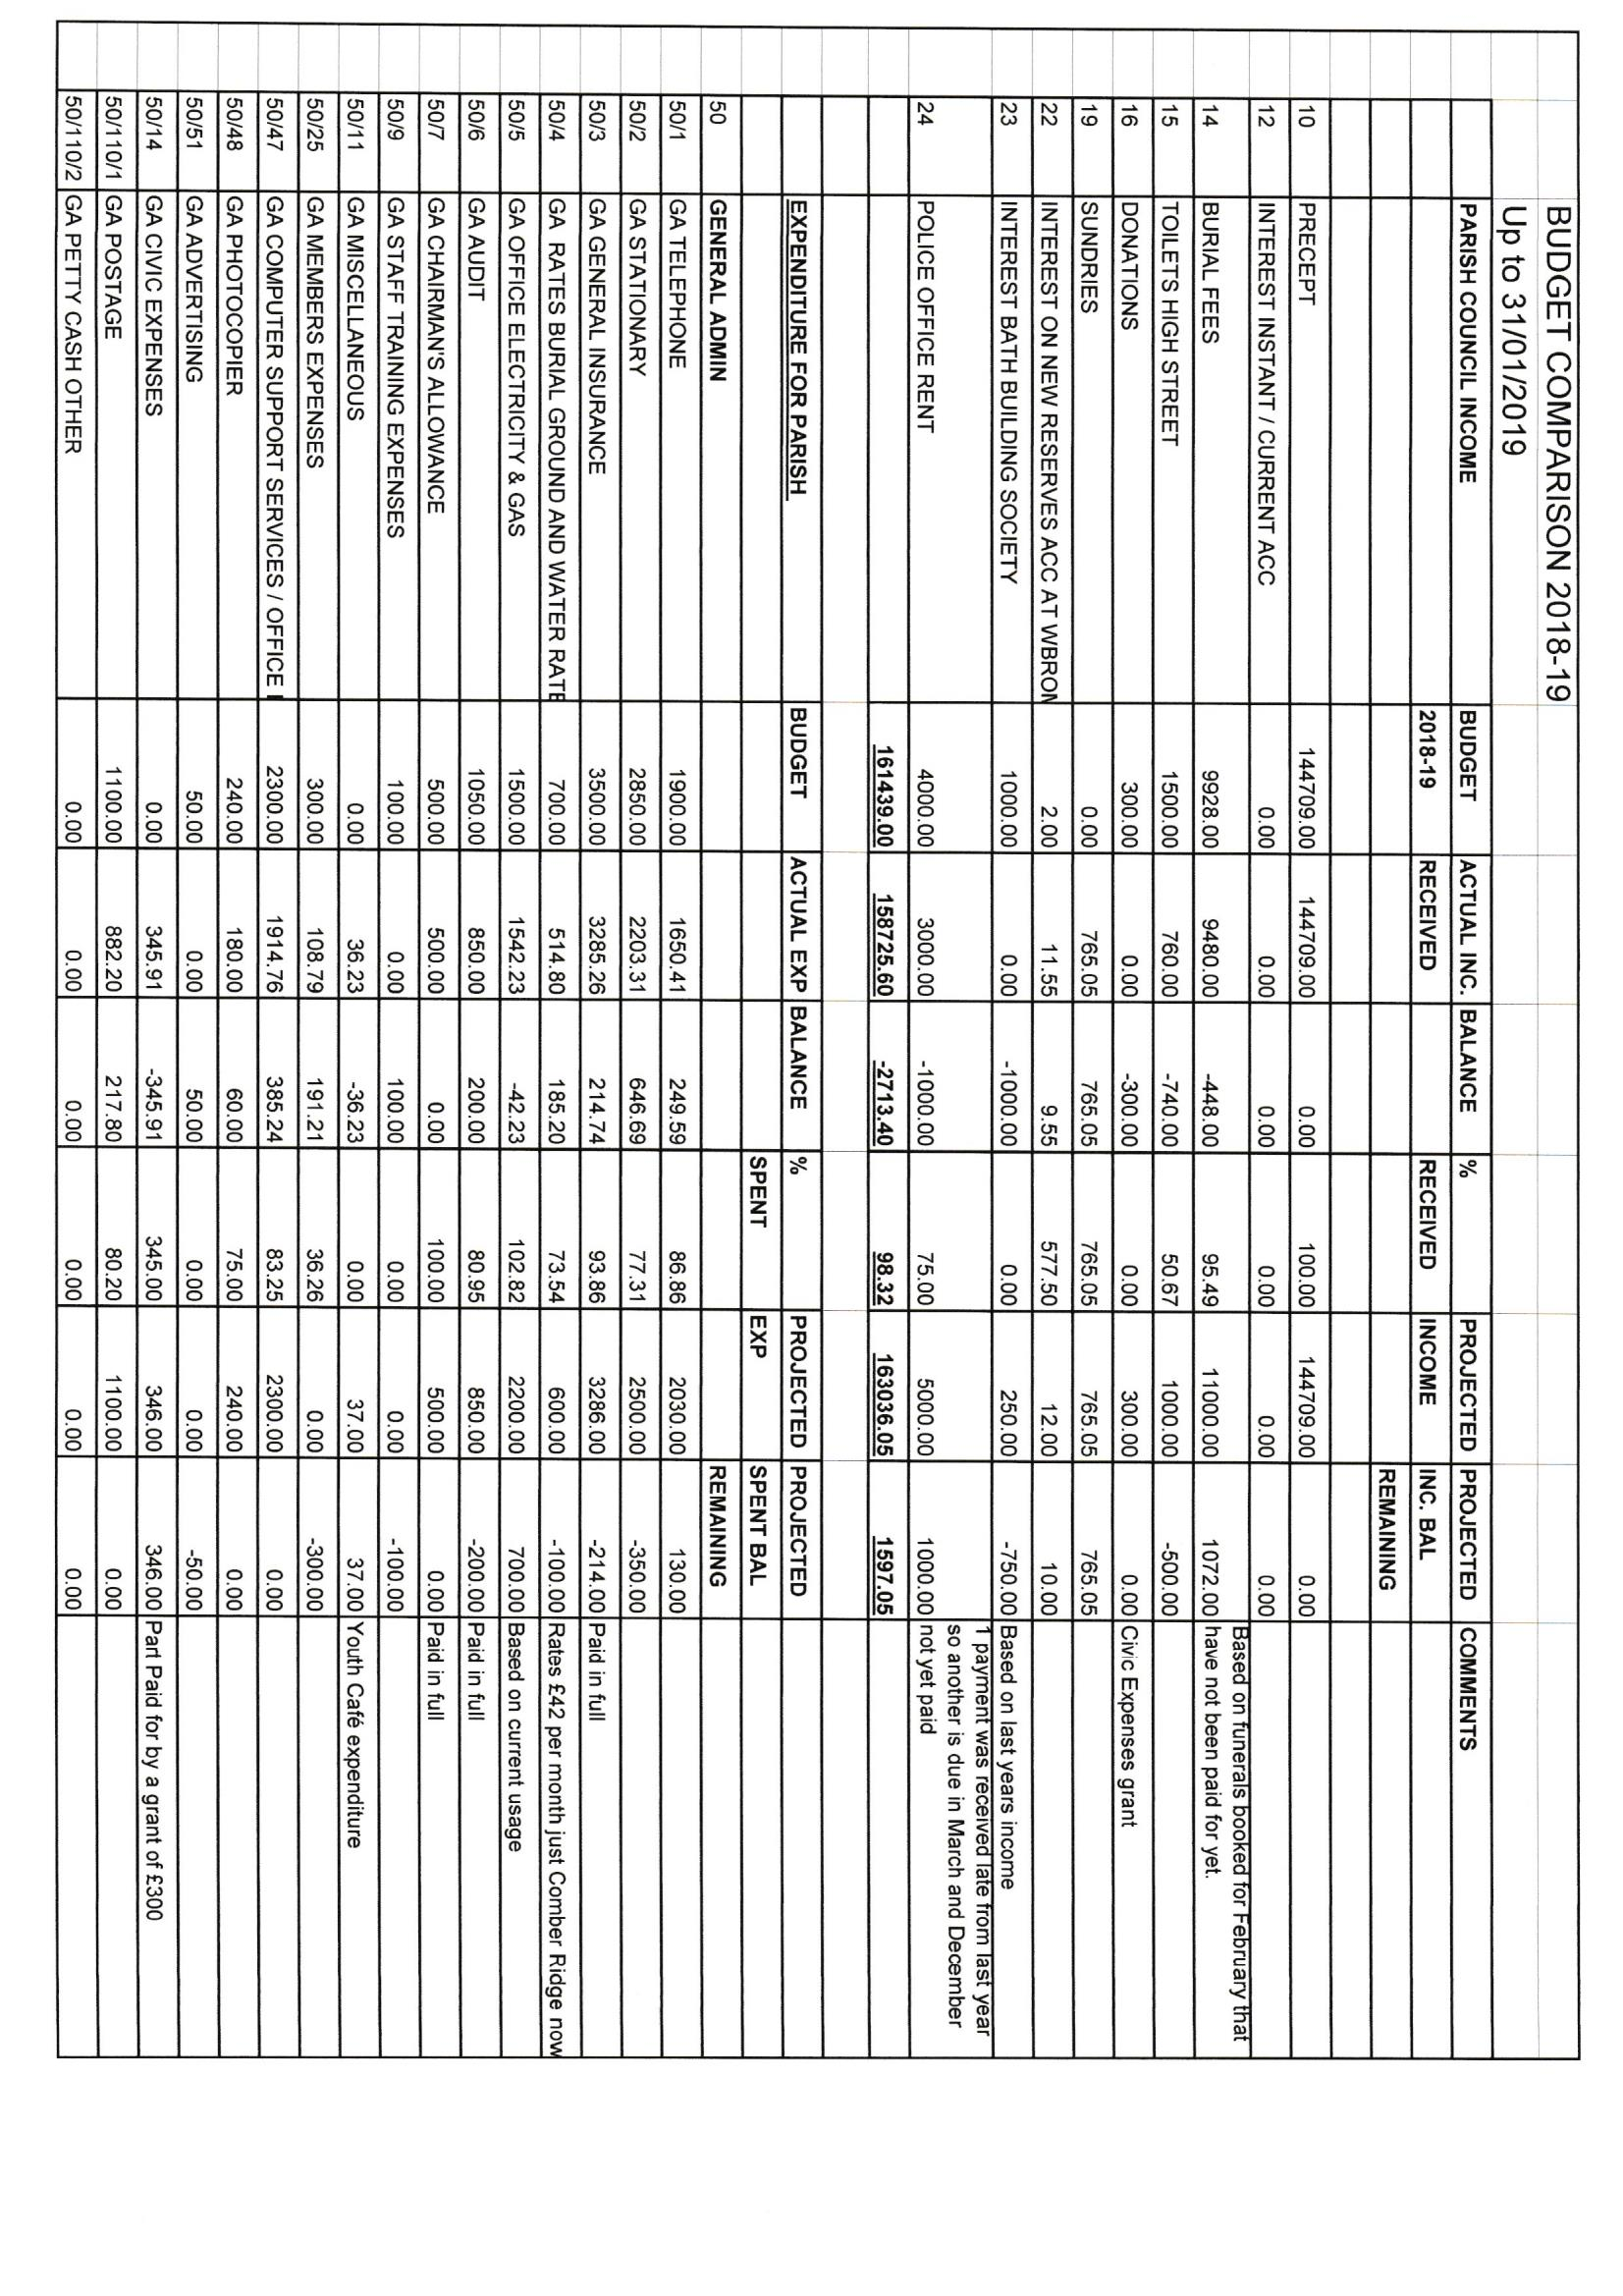 BUDGET COMPARISON 2018-19
Up to 31/01/2019
PARISH COUNCIL INCOME BUDGET ACTUAL INC. BALANCE % PROJECTED PROJECTED COMMENTS
2018-19 RECEIVED RECEIVED INCOME INC. BAL
REMAINING
10 PRECEPT 144709.00 144709.00 0.00 100.00 144709.00 0.00
12 INTEREST INSTANT / CURRENT ACC 0.00 0.00 0.00 0.00 0.00 0.00
Based on funerals booked for February that
14 BURIAL FEES 9928.00 9480.00 -448.00 95.49 11000.00 1072.00 have not been paid for yet.
15 TOILETS HIGH STREET 1500.00 760.00 -740.00 50.67 1000.00 -500.00
16 DONATIONS 300.00 0.00 -300.00 0.00 300.00 0.00 Civic Expenses grant
19 SUNDRIES 0.00 765.05 765.05 765.05 765.05 765.05
22 INTEREST ON NEW RESERVES ACC AT WBROM 2.00 11.55 9.55 577.50 12.00 10.00
23 INTEREST BATH BUILDING SOCIETY 1000.00 0.00 -1000.00 0.00 250.00 -750.00 Based on last years income
1 payment was received late from last year
so another is due in March and December
24 POLICE OFFICE RENT 4000.00 3000.00 -1000.00 75.00 5000.00 1000.00 not yet paid
161439.00 158725.60 -2713.40 98.32 163036.05 1597.05
EXPENDITURE FOR PARISH BUDGET ACTUAL EXP BALANCE % PROJECTED PROJECTED
SPENT EXP SPENT BAL
50 GENERAL ADMIN REMAINING
50/1 GA TELEPHONE 1900.00 1650.41 249.59 86.86 2030.00 130.00
50/2 GA STATIONARY 2850.00 2203.31 646.69 77.31 2500.00 -350.00
50/3 GA GENERAL INSURANCE 3500.00 3285.26 214.74 93.86 3286.00 -214.00 Paid in full
50/4 GA RATES BURIAL GROUND AND WATER RATE 700.00 514.80 185.20 73.54 600.00 -100.00 Rates £42 per month just Comber Ridge now
50/5 GA OFFICE ELECTRICITY & GAS 1500.00 1542.23 -42.23 102.82 2200.00 700.00 Based on current usage
50/6 GA AUDIT 1050.00 850.00 200.00 80.95 850.00 -200.00 Paid in full
50/7 GA CHAIRMAN'S ALLOWANCE 500.00 500.00 0.00 100.00 500.00 0.00 Paid in full
50/9 GA STAFF TRAINING EXPENSES 100.00 0.00 100.00 0.00 0.00 -100.00
50/11 GA MISCELLANEOUS 0.00 36.23 -36.23 0.00 37.00 37.00 Youth Café expenditure
50/25 GA MEMBERS EXPENSES 300.00 108.79 191.21 36.26 0.00 -300.00
50/47 GA COMPUTER SUPPORT SERVICES / OFFICE 2300.00 1914.76 385.24 83.25 2300.00 0.00
50/48 GA PHOTOCOPIER 240.00 180.00 60.00 75.00 240.00 0.00
50/51 GA ADVERTISING 50.00 0.00 50.00 0.00 0.00 -50.00
50/14 GA CIVIC EXPENSES 0.00 345.91 -345.91 345.00 346.00 346.00 Part Paid for by a grant of £300
50/110/1 GA POSTAGE 1100.00 882.20 217.80 80.20 1100.00 0.00
50/110/2 GA PETTY CASH OTHER 0.00 0.00 0.00 0.00 0.00 0.00